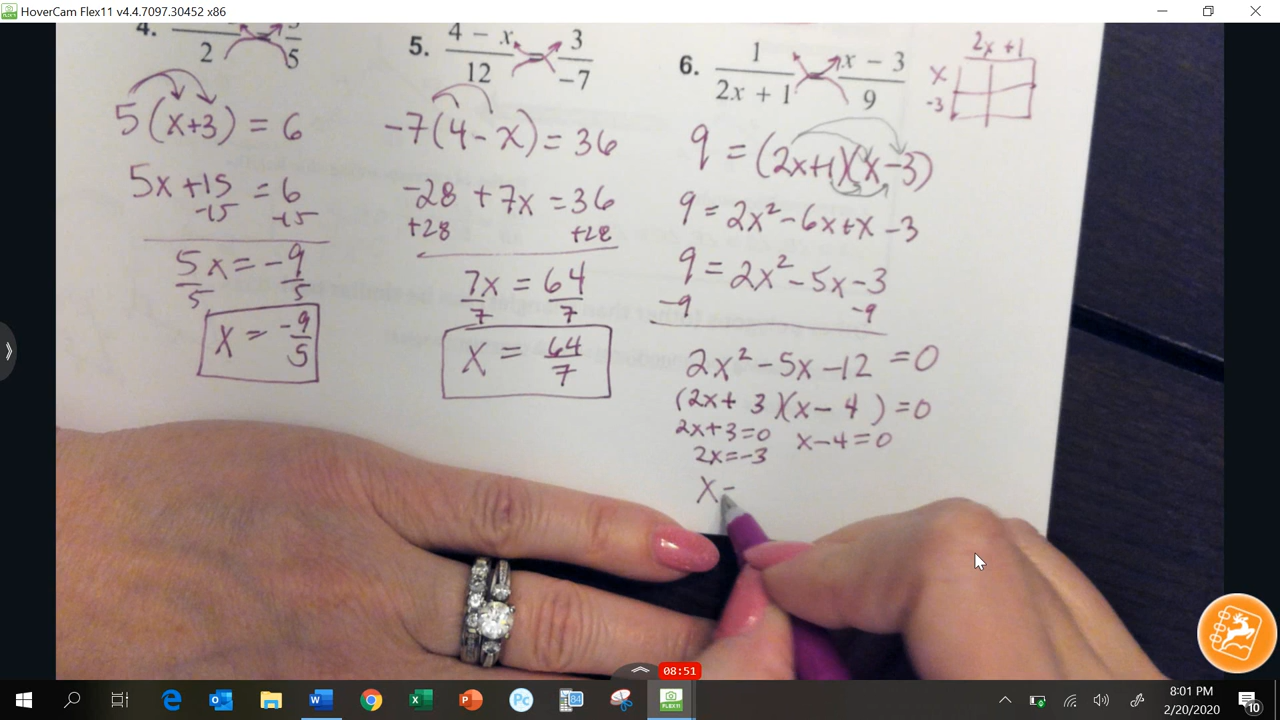 HoverCam Flex11 v4.4.7097.30452 x86
4. 2 = 5
5(x+3) = 6
5x+15 = 6
-15 -15
5x = -9
5 5
x = -9/5
5. 4 - x / 12 = 3 / -7
-7(4-x) = 36
-28 + 7x = 36
+28 +28
7x = 64
7 7
x = 64/7
6. 1 / 2x + 1 = x - 3 / 9
2x +1
x
-3
9 = (2x+1)(x-3)
9 = 2x²-6x+x-3
9 = 2x²-5x-3
-9 -9
2x²-5x-12 = 0
(2x+3)(x-4) = 0
2x+3=0 x-4=0
2x=-3
x=
08:51
Pc
84
FLEX11
8:01 PM
2/20/2020
10